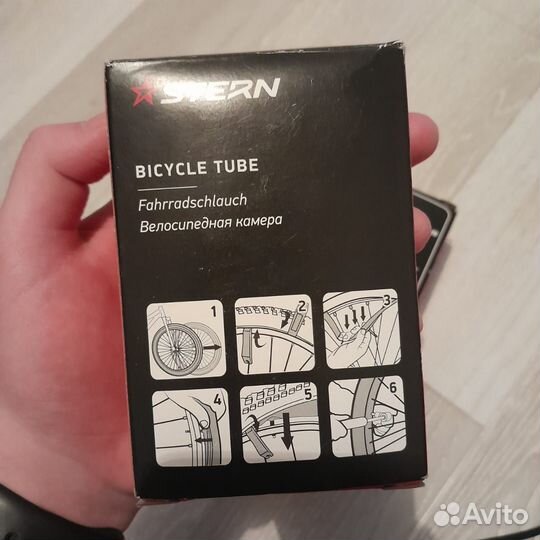 STERN
BICYCLE TUBE
Fahrradschlauch
Велосипедная камера
1 2 3
4 5 6
Avito